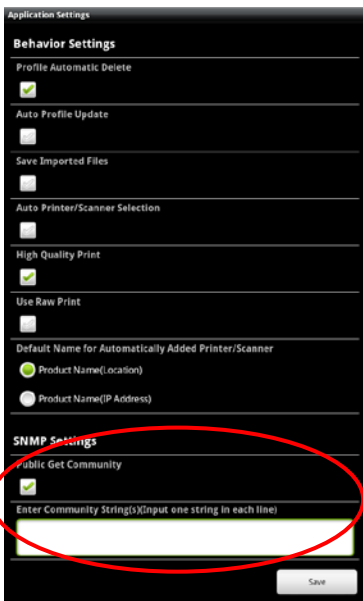 Application Settings
Behavior Settings
Profile Automatic Delete
Auto Profile Update
Save Imported Files
Auto Printer/Scanner Selection
High Quality Print
Use Raw Print
Default Name for Automatically Added Printer/Scanner
Product Name(Location)
Product Name(IP Address)
SNMP Settings
Public Get Community
Enter Community String(s)(Input one string in each line)
Save